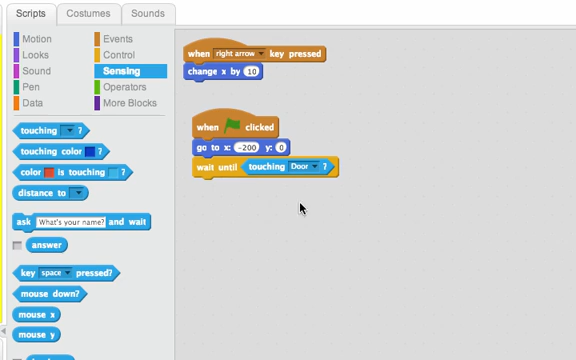 Scripts Costumes Sounds
Motion Events
Looks Control
Sound Sensing
Pen Operators
Data More Blocks
touching ?
touching color ?
color is touching ?
distance to
ask What's your name? and wait
answer
key space pressed?
mouse down?
mouse x
mouse y
when right arrow key pressed
change x by 10
when clicked
go to x: -200 y: 0
wait until touching Door ?